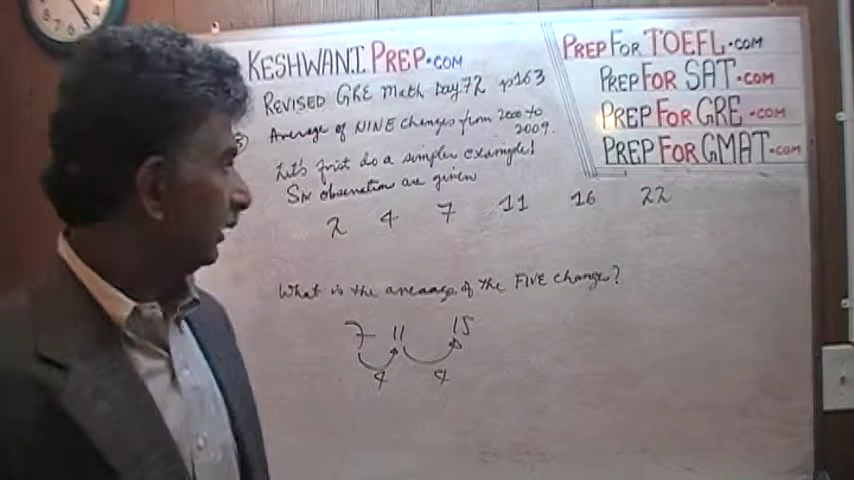 KESHWANI PREP.COM
REVISED GRE Math Day 72 p163
3) Average of NINE Changes from 2000 to
2009.
Let's first do a simpler example!
Six observation are given
2 4 7 11 16 22
What is the average of the FIVE change?
7 11 15
4 4
PREP FOR TOEFL.COM
PREP FOR SAT.COM
PREP FOR GRE.COM
PREP FOR GMAT.COM